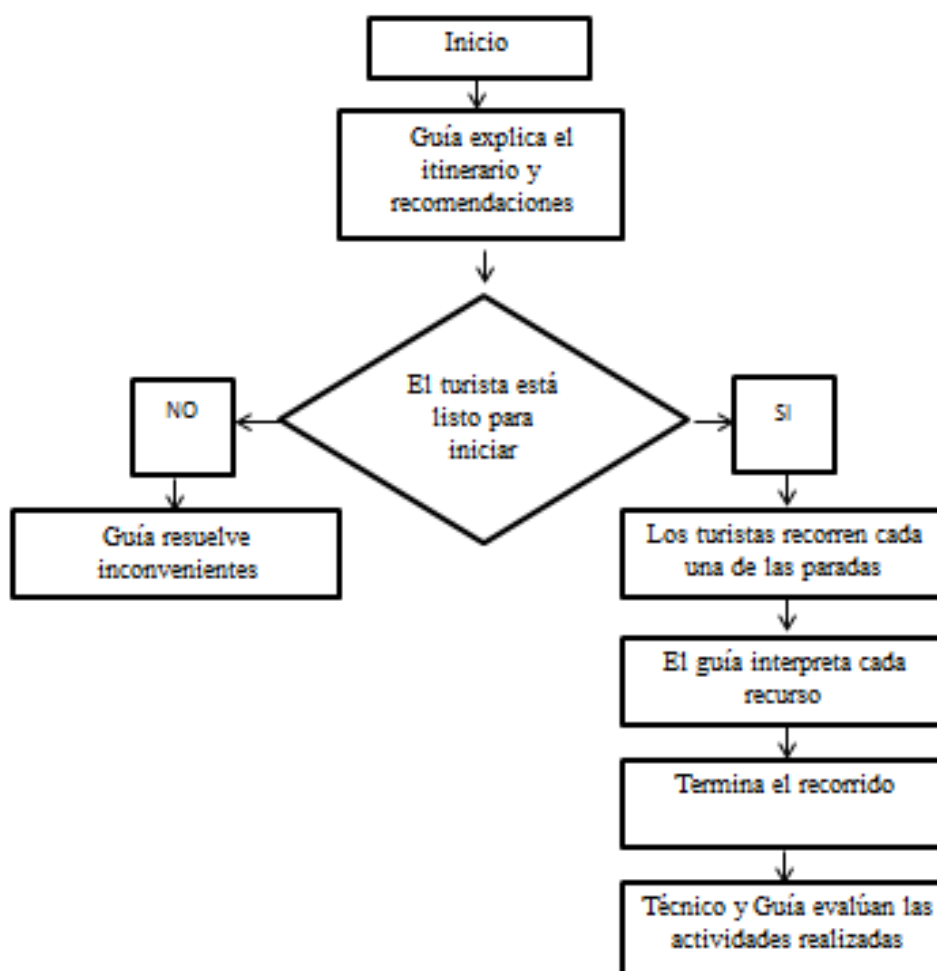 Inicio
Guía explica el
itinerario y
recomendaciones
El turista está
listo para
iniciar
NO
SI
Guía resuelve
inconvenientes
Los turistas recorren cada
una de las paradas
El guía interpreta cada
recurso
Termina el recorrido
Técnico y Guía evalúan las
actividades realizadas